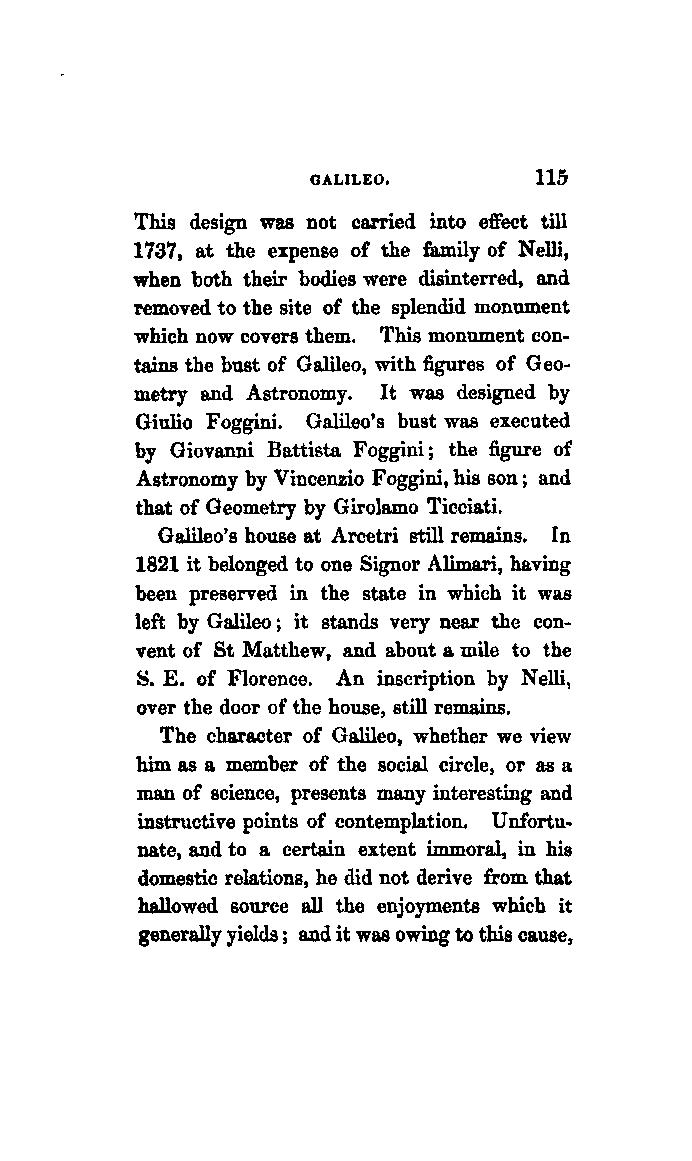 GALILEO. 115
This design was not carried into effect till
1737, at the expense of the family of Nelli,
when both their bodies were disinterred, and
removed to the site of the splendid monument
which now covers them. This monument con-
tains the bust of Galileo, with figures of Geo-
metry and Astronomy. It was designed by
Giulio Foggini. Galileo's bust was executed
by Giovanni Battista Foggini; the figure of
Astronomy by Vincenzio Foggini, his son; and
that of Geometry by Girolamo Ticciati.
Galileo's house at Arcetri still remains. In
1821 it belonged to one Signor Alimari, having
been preserved in the state in which it was
left by Galileo; it stands very near the con-
vent of St Matthew, and about a mile to the
S. E. of Florence. An inscription by Nelli,
over the door of the house, still remains.
The character of Galileo, whether we view
him as a member of the social circle, or as a
man of science, presents many interesting and
instructive points of contemplation. Unfortu-
nate, and to a certain extent immoral, in his
domestic relations, he did not derive from that
hallowed source all the enjoyments which it
generally yields; and it was owing to this cause,